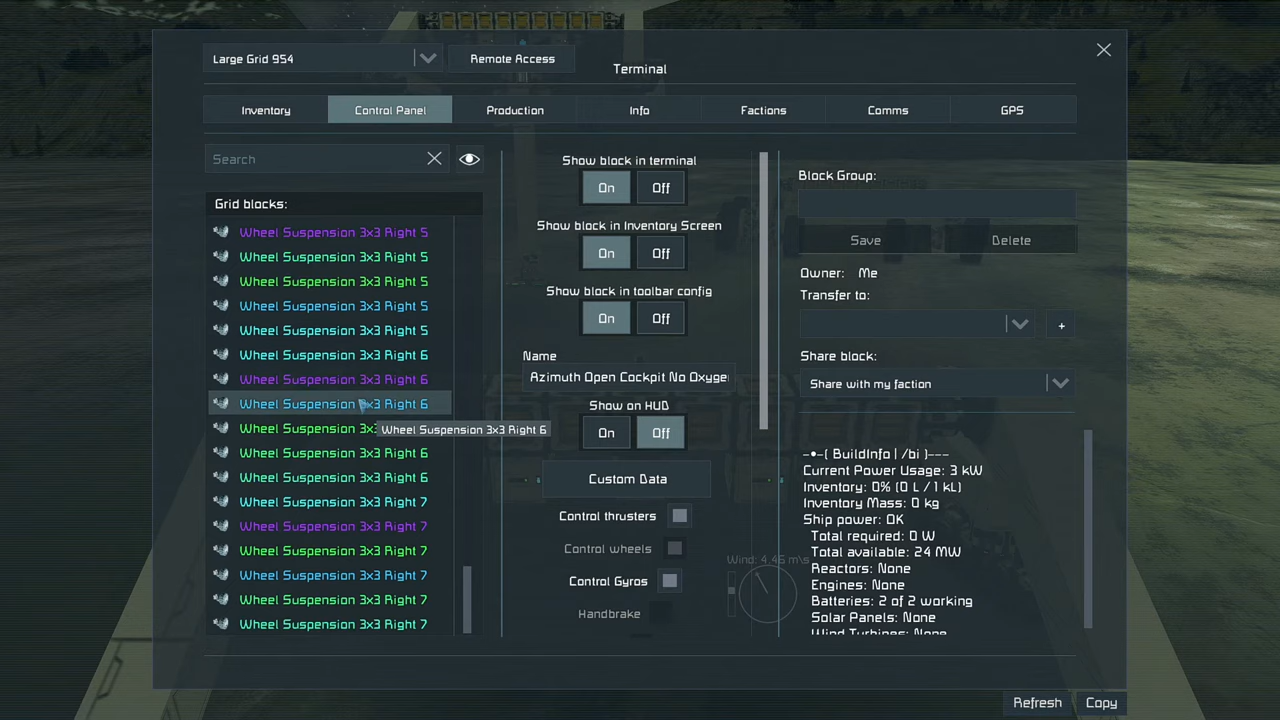 Large Grid 954
Remote Access
Terminal
Inventory
Control Panel
Production
Info
Factions
Comms
GPS
Search
Grid blocks:
Wheel Suspension 3x3 Right 5
Wheel Suspension 3x3 Right 5
Wheel Suspension 3x3 Right 5
Wheel Suspension 3x3 Right 5
Wheel Suspension 3x3 Right 5
Wheel Suspension 3x3 Right 6
Wheel Suspension 3x3 Right 6
Wheel Suspension 3x3 Right 6
Wheel Suspension 3x
Wheel Suspension 3x3 Right 6
Wheel Suspension 3x3 Right 6
Wheel Suspension 3x3 Right 6
Wheel Suspension 3x3 Right 7
Wheel Suspension 3x3 Right 7
Wheel Suspension 3x3 Right 7
Wheel Suspension 3x3 Right 7
Wheel Suspension 3x3 Right 7
Wheel Suspension 3x3 Right 7
Show block in terminal
On
Off
Show block in Inventory Screen
On
Off
Show block in toolbar config
On
Off
Name
Azimuth Open Cockpit No Oxyge
Show on HUD
On
Off
Custom Data
Control thrusters
Control wheels
Control Gyros
Handbrake
Wind: 4.46 m/s
Block Group:
Save
Delete
Owner: Me
Transfer to:
+
Share block:
Share with my faction
-•-( BuildInfo | /bi )---
Current Power Usage: 3 kW
Inventory: 0% (0 L / 1 kL)
Inventory Mass: 0 kg
Ship power: OK
Total required: 0 W
Total available: 24 MW
Reactors: None
Engines: None
Batteries: 2 of 2 working
Solar Panels: None
Wind Turbines: None
Refresh
Copy